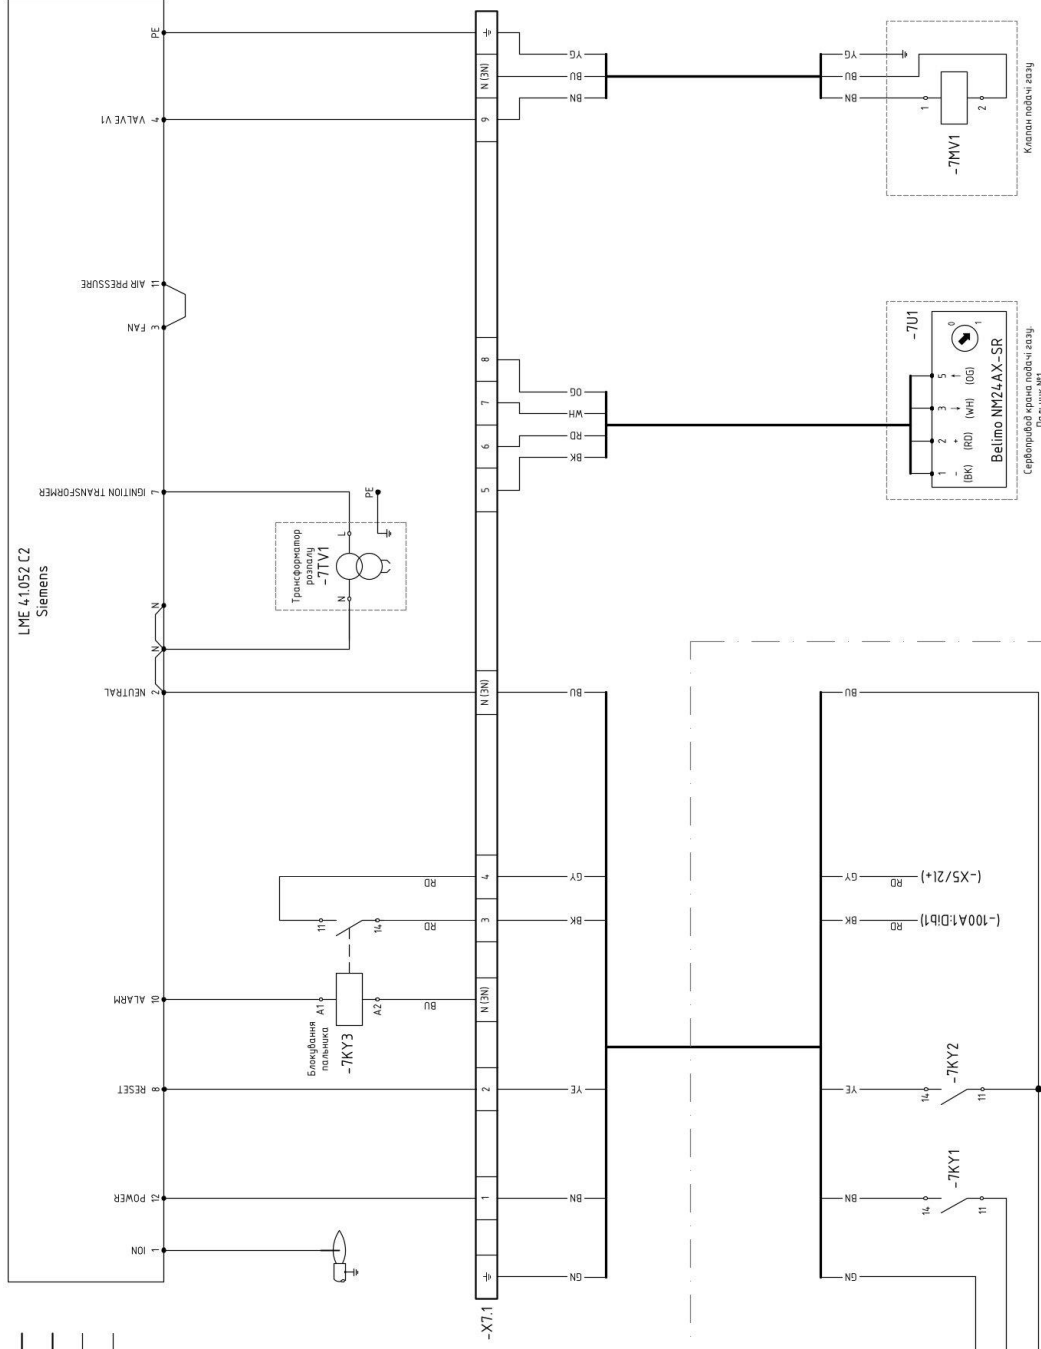 LME 41.052 C2
Siemens
PE
VALVE V1
4
AIR PRESSURE
11
FAN
3
IGNITION TRANSFORMER
7
N
N
NEUTRAL
2
ALARM
10
RESET
8
POWER
12
ION
1
Трансформатор
розпалу
-7TV1
L
N
PE
Блокування
пальника
-7KY3
A1
A2
BU
11
14
RD
RD
-X7.1
N (3N)
9
8
7
6
5
N (3N)
4
3
N (3N)
2
1
YG
BU
BN
OG
WH
RD
BK
BU
GY
BK
YE
BN
GN
YG
BU
BN
1
2
-7MV1
Клапан подачі газу
-7U1
0
1
5
↑
(OG)
3
↓
(WH)
2
+
(RD)
1
-
(BK)
Belimo NM24AX-SR
Сервопривод крана подачі газу.
BU
GY
RD
(-X5/2l+)
BK
RD
(-100A1:Dib1)
YE
14
11
-7KY2
BN
14
11
-7KY1
GN